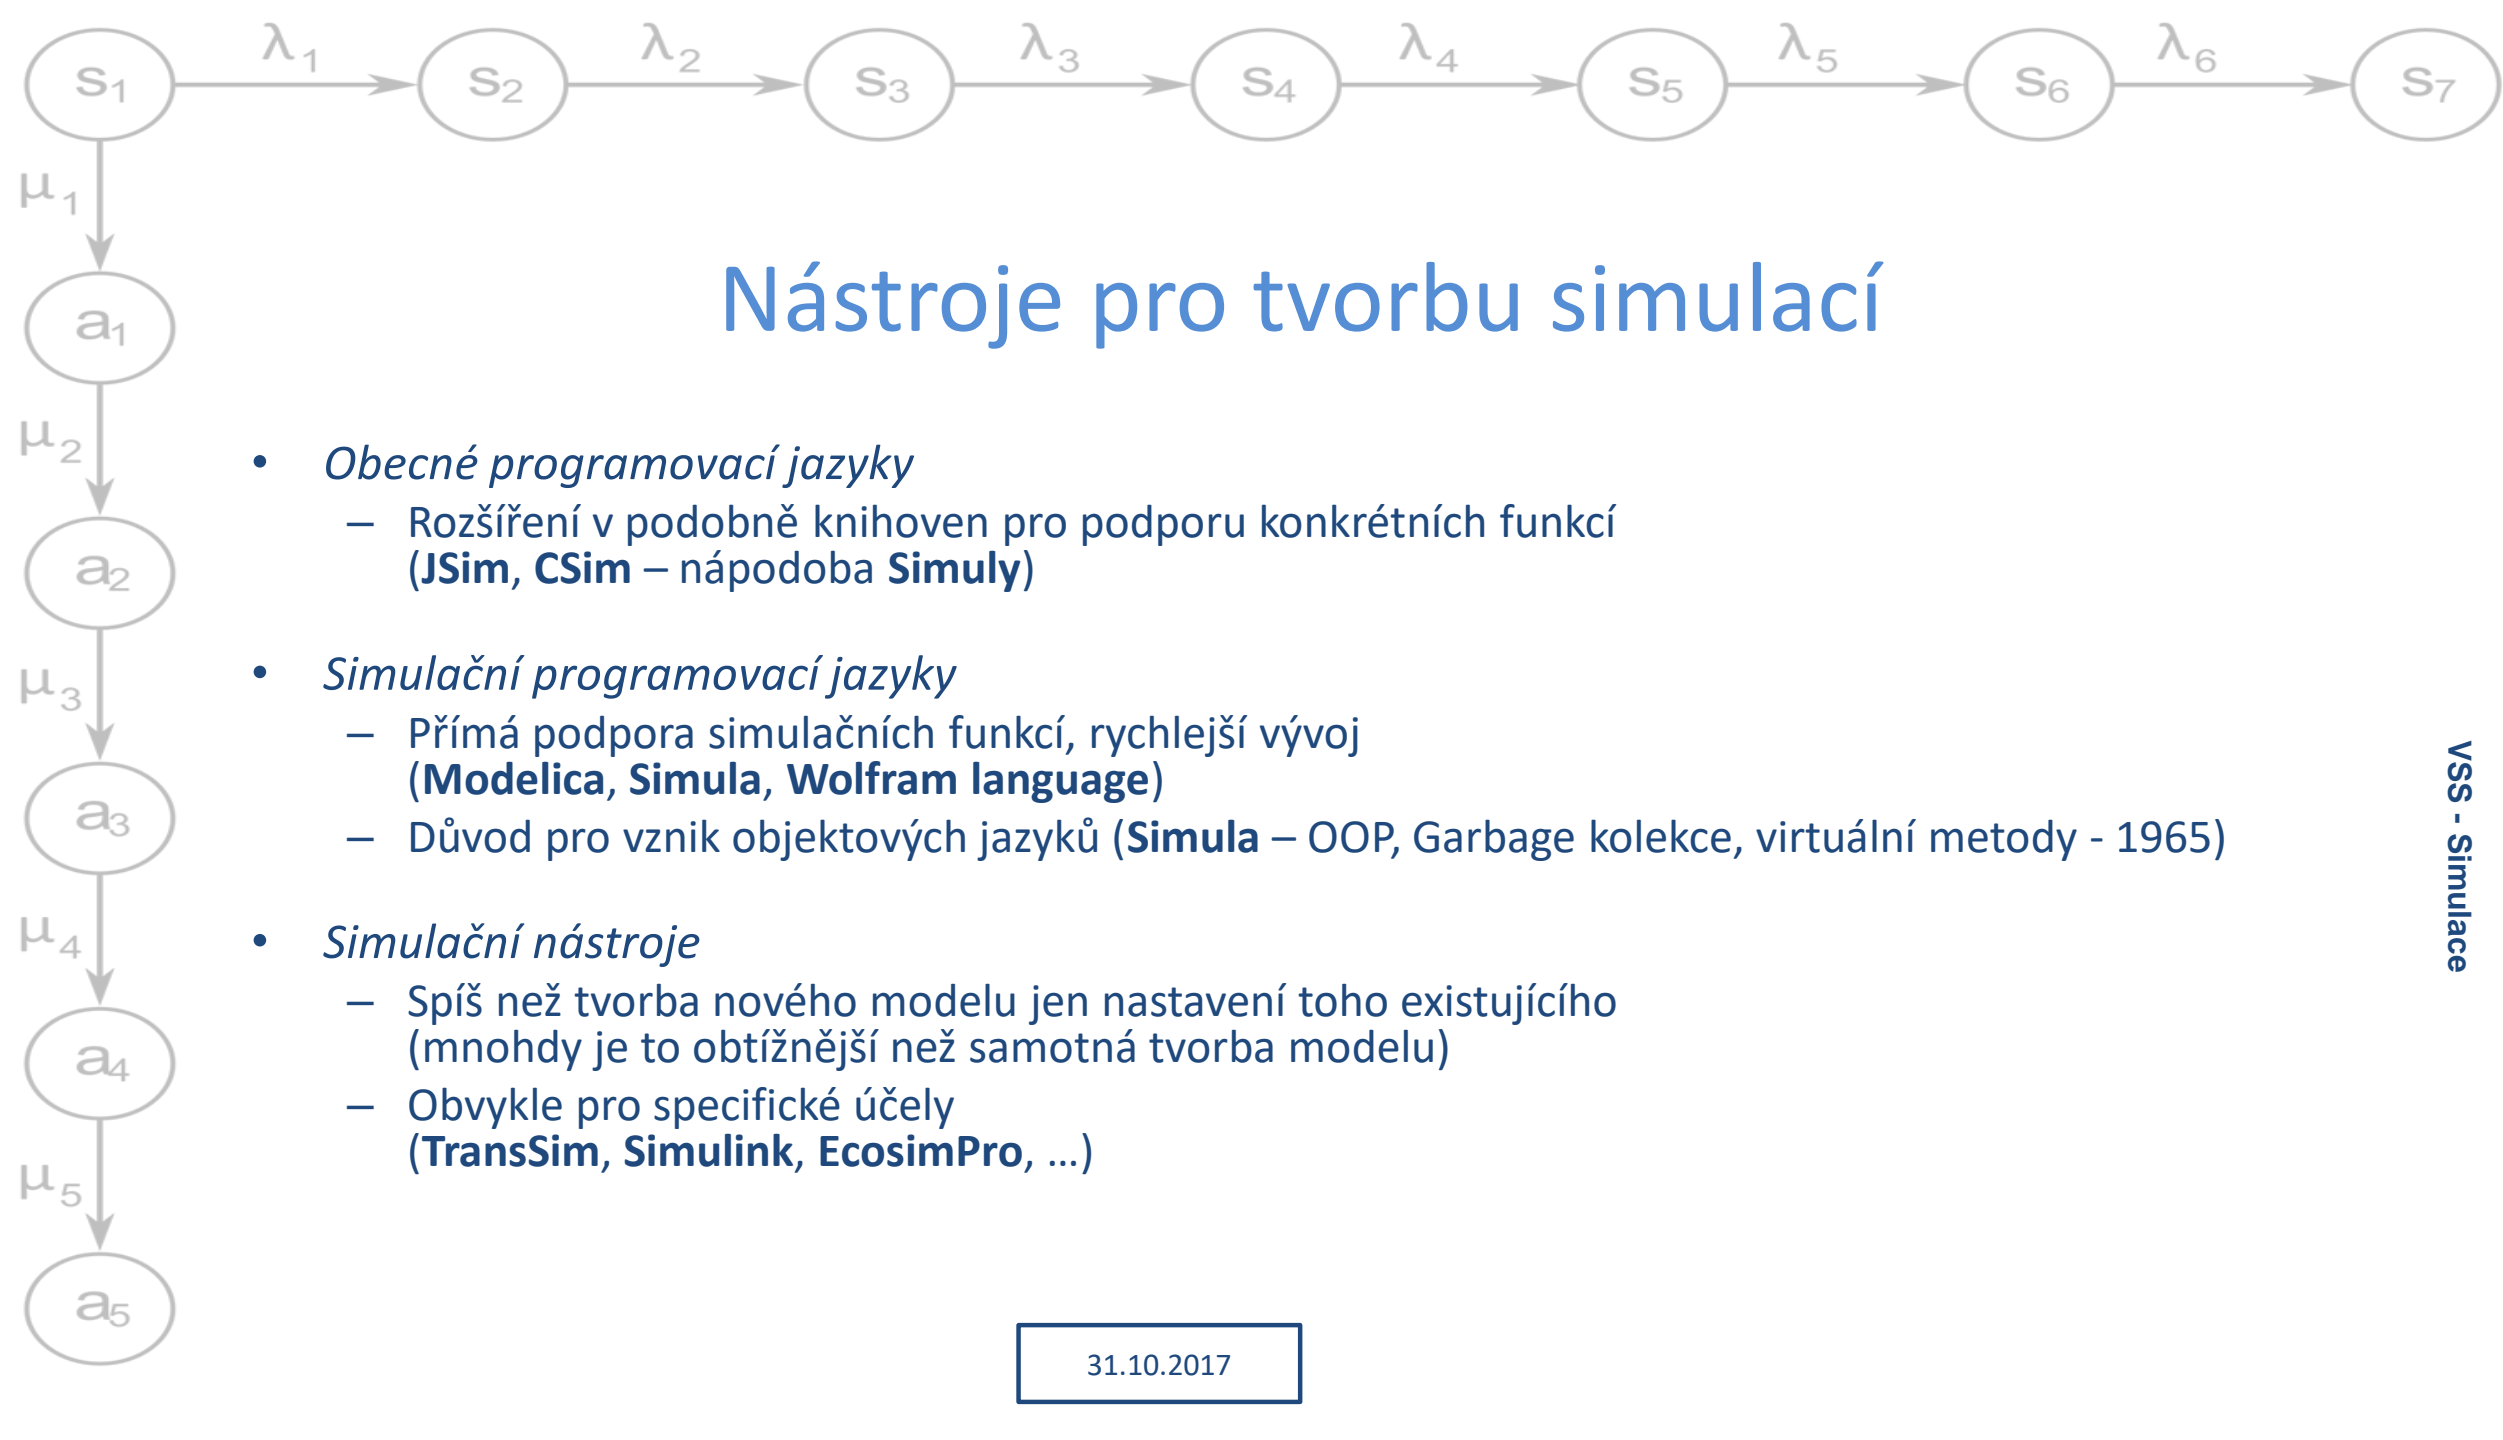 s1 λ1 s2 λ2 s3 λ3 s4 λ4 s5 λ5 s6 λ6 s7
μ1
a1
μ2
a2
μ3
a3
μ4
a4
μ5
a5
Nástroje pro tvorbu simulací
• Obecné programovací jazyky
– Rozšíření v podobně knihoven pro podporu konkrétních funkcí
(JSim, CSim – nápodoba Simuly)
• Simulační programovací jazyky
– Přímá podpora simulačních funkcí, rychlejší vývoj
(Modelica, Simula, Wolfram language)
– Důvod pro vznik objektových jazyků (Simula – OOP, Garbage kolekce, virtuální metody - 1965)
• Simulační nástroje
– Spíš než tvorba nového modelu jen nastavení toho existujícího
(mnohdy je to obtížnější než samotná tvorba modelu)
– Obvykle pro specifické účely
(TransSim, Simulink, EcosimPro, ...)
VSS - Simulace
31.10.2017